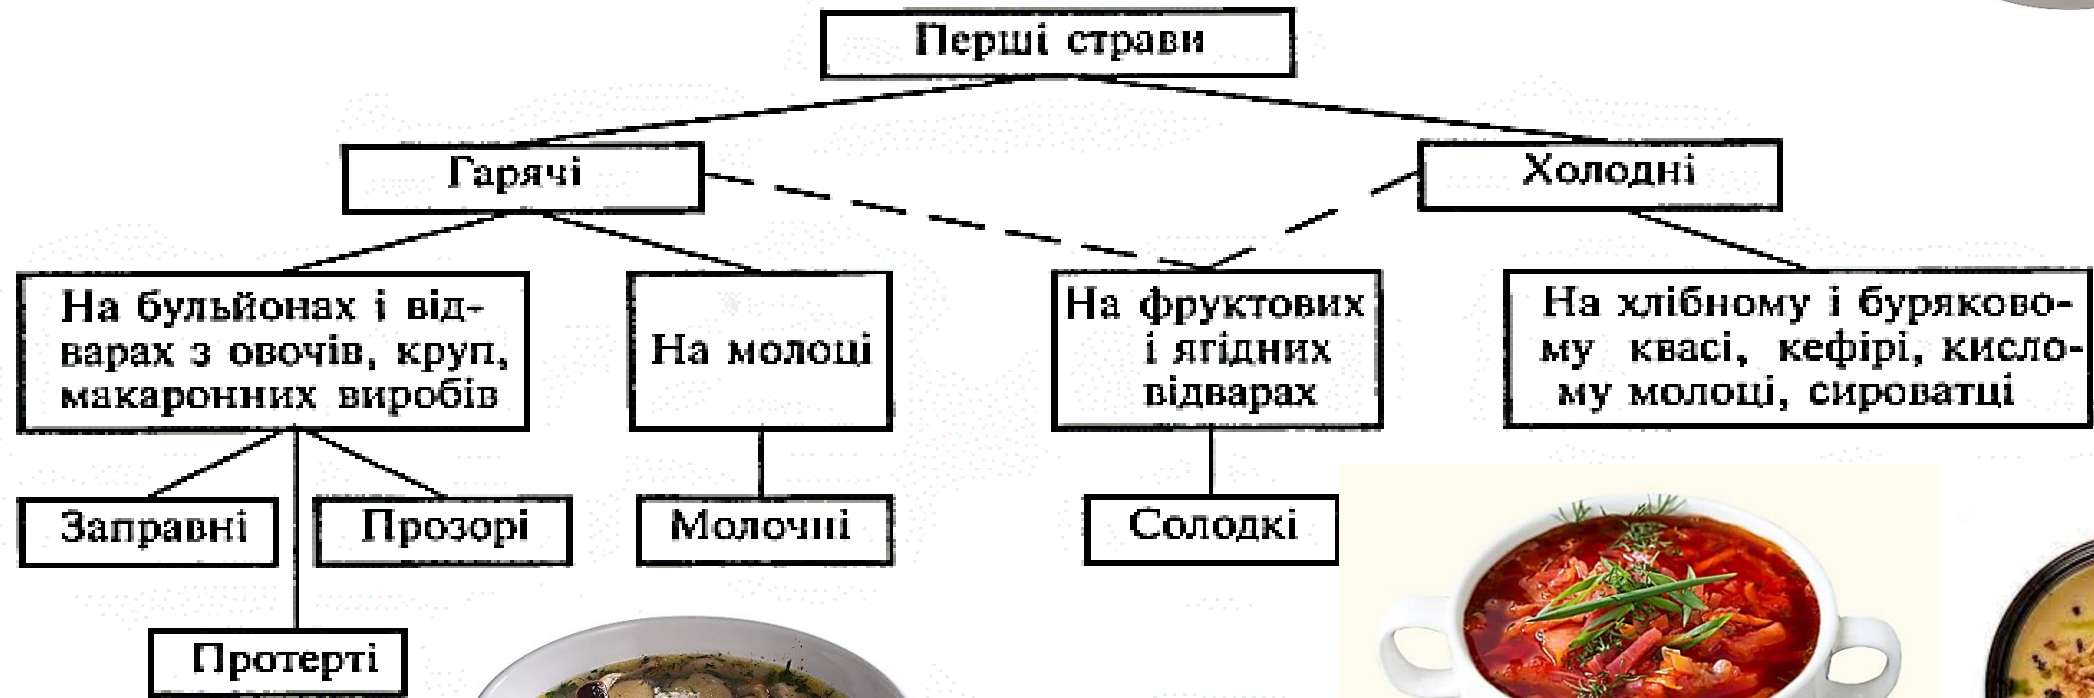 Перші страви
Гарячі
Холодні
На бульйонах і від-
варах з овочів, круп,
макаронних виробів
На молоці
На фруктових
і ягідних
відварах
На хлібному і буряково-
му квасі, кефірі, кисло-
му молоці, сироватці
Заправні
Прозорі
Молочні
Солодкі
Протерті